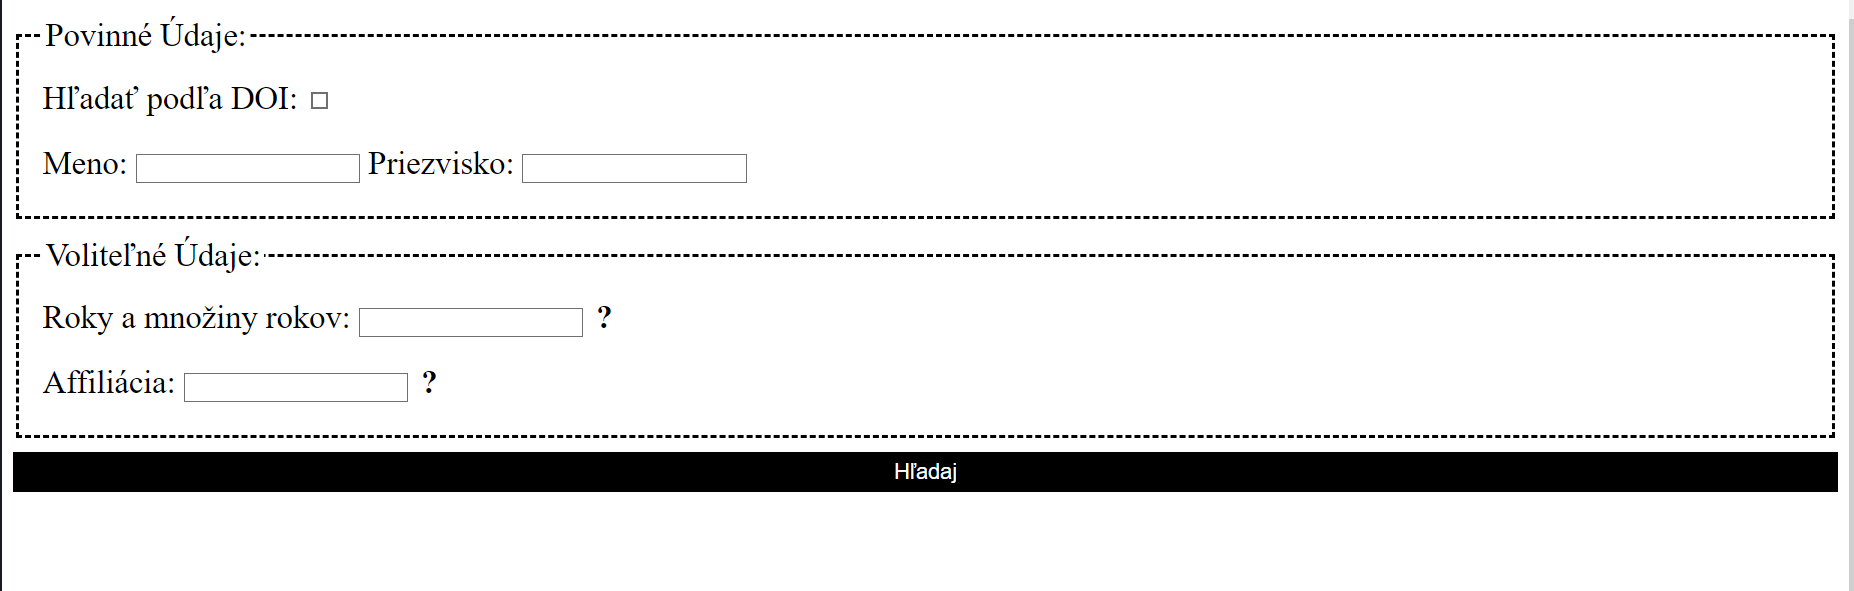 Povinné Údaje:
Hľadať podľa DOI:
Meno: Priezvisko:
Voliteľné Údaje:
Roky a množiny rokov: ?
Affiliácia: ?
Hľadaj